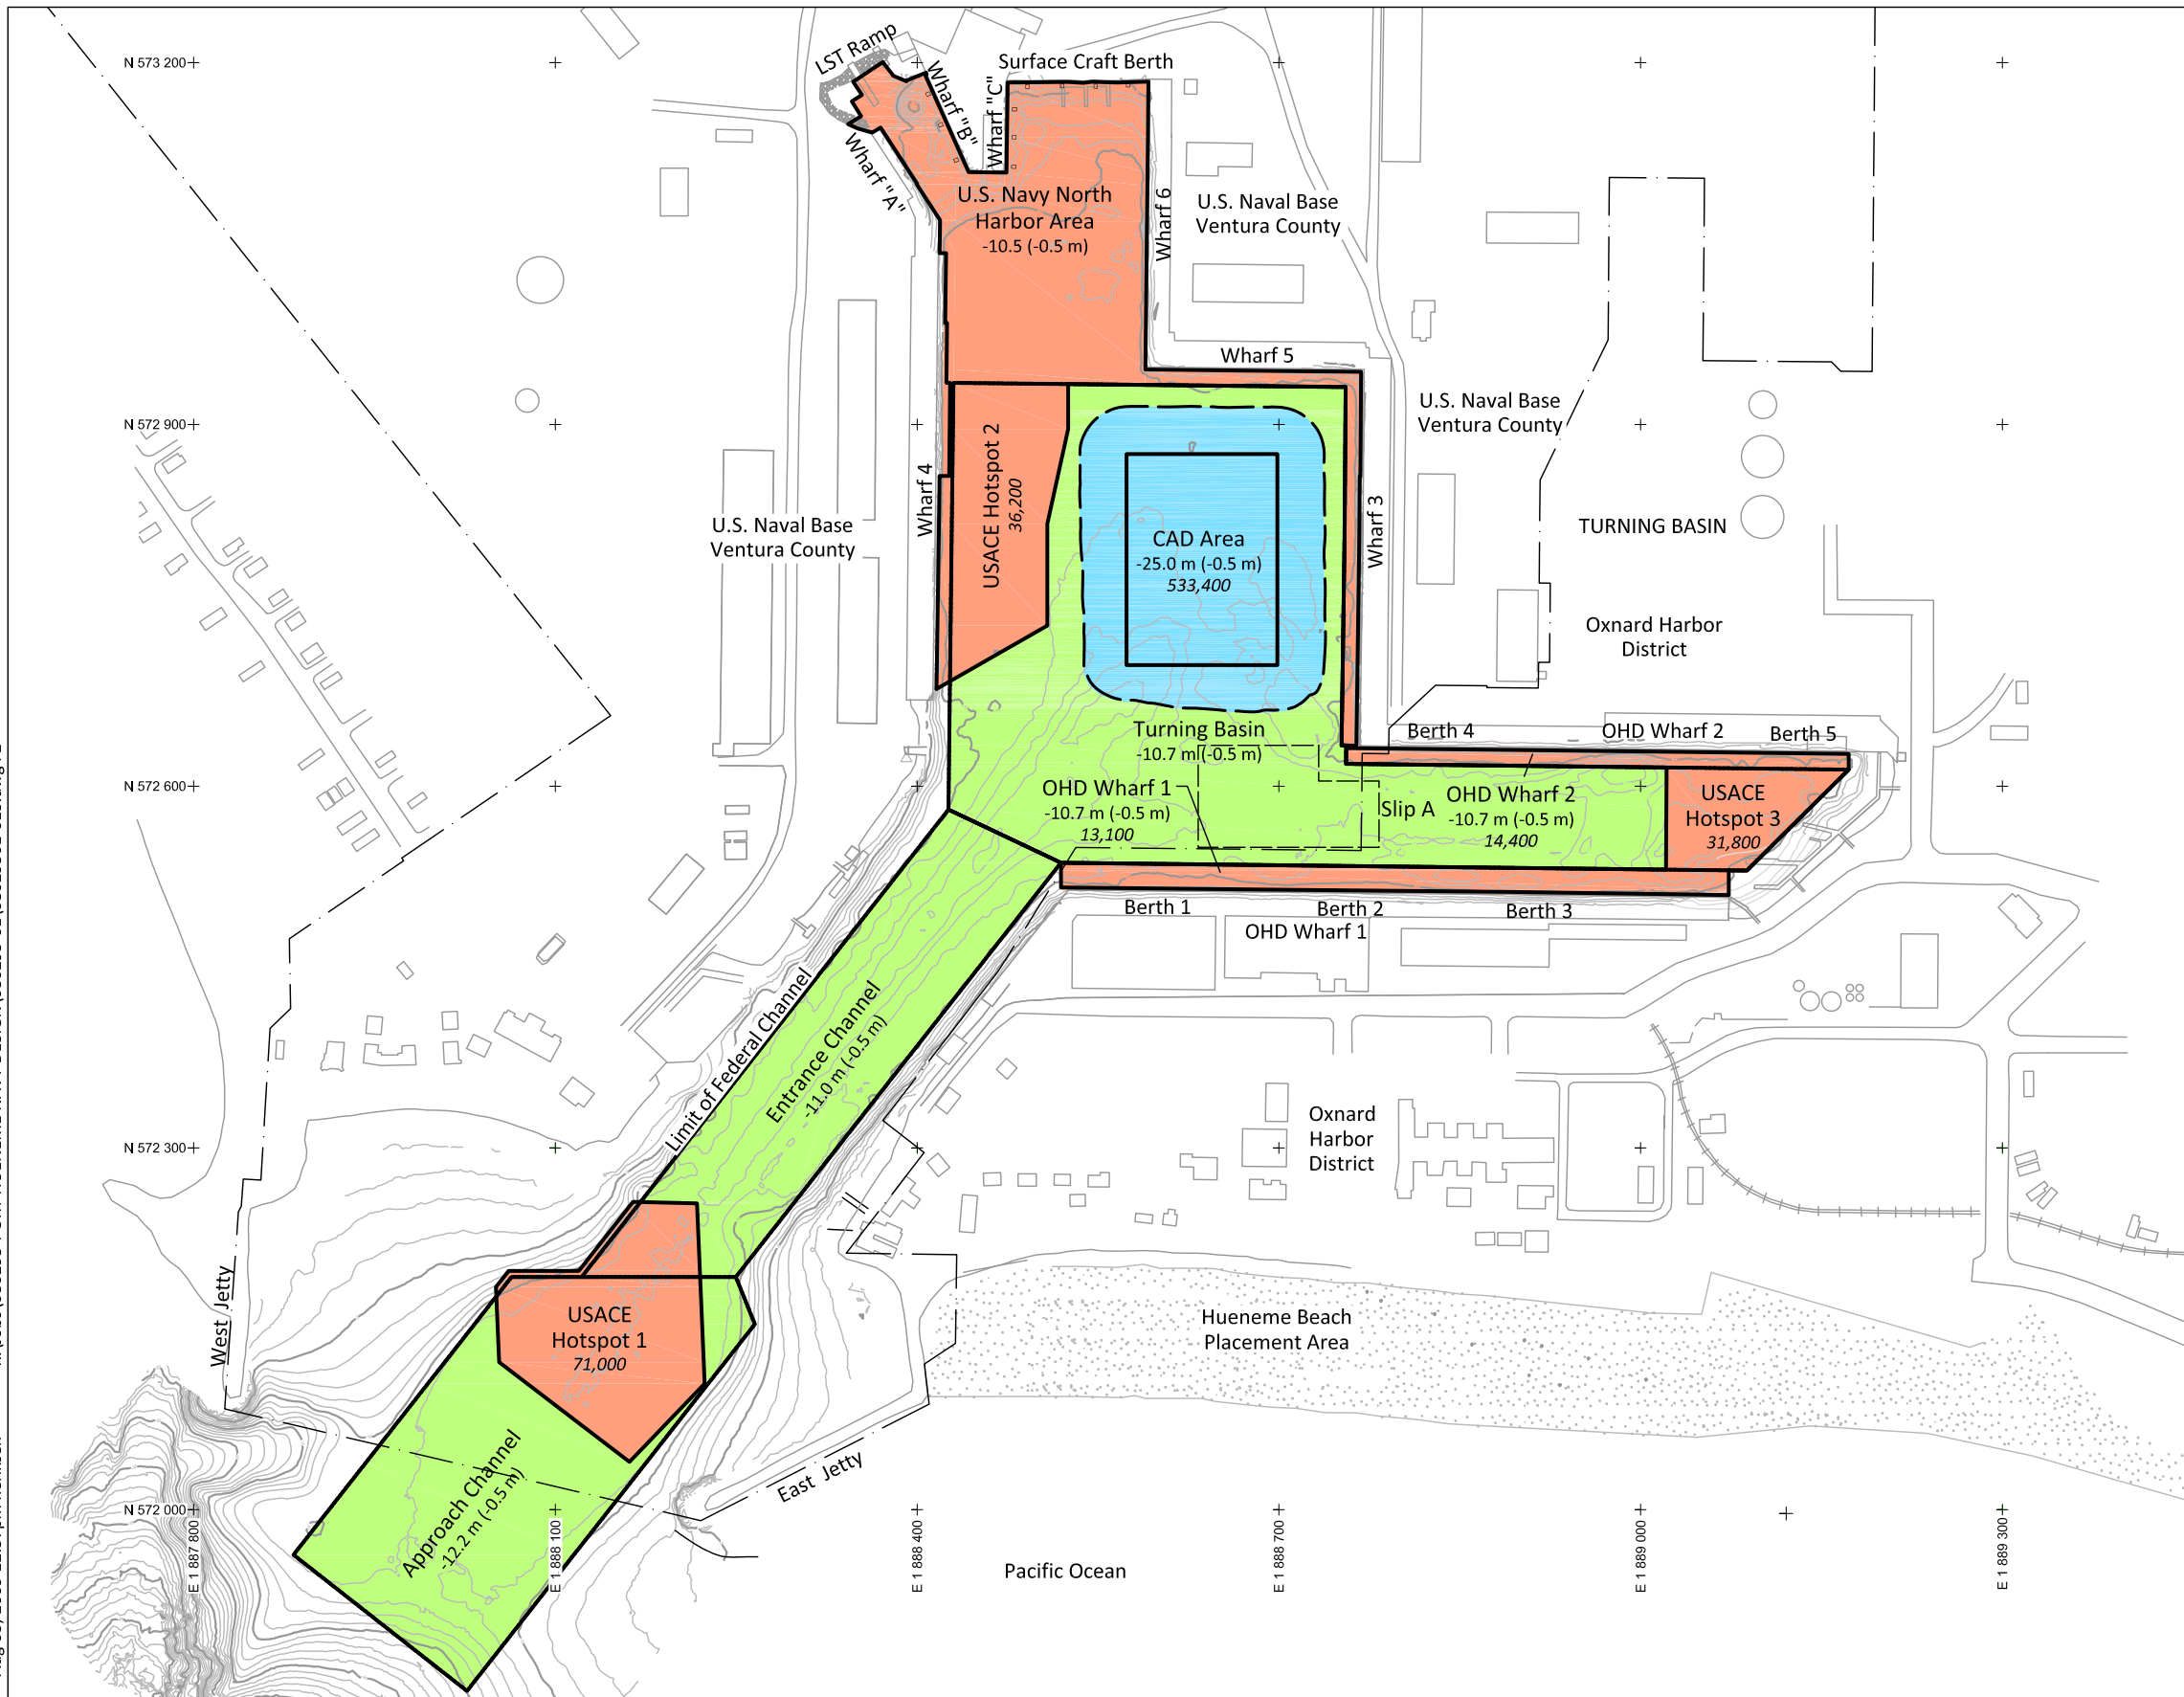 LST Ramp
Wharf "A"
Wharf "B"
Wharf "C"
Surface Craft Berth
N 573 200
U.S. Navy North
Harbor Area
-10.5 (-0.5 m)
Wharf 6
U.S. Naval Base
Ventura County
Wharf 5
N 572 900
U.S. Naval Base
Ventura County
Wharf 4
USACE Hotspot 2
36,200
CAD Area
-25.0 m (-0.5 m)
533,400
Wharf 3
U.S. Naval Base
Ventura County
TURNING BASIN
Oxnard Harbor
District
Turning Basin
-10.7 m (-0.5 m)
Berth 4
OHD Wharf 2
Berth 5
N 572 600
OHD Wharf 1
-10.7 m (-0.5 m)
13,100
Slip A
OHD Wharf 2
-10.7 m (-0.5 m)
14,400
USACE
Hotspot 3
31,800
Berth 1
Berth 2
Berth 3
OHD Wharf 1
Limit of Federal Channel
Entrance Channel
-11.0 m (-0.5 m)
N 572 300
Oxnard
Harbor
District
West Jetty
USACE
Hotspot 1
71,000
Hueneme Beach
Placement Area
Approach Channel
-12.2 m (-0.5 m)
East Jetty
N 572 000
E 1 887 800
E 1 888 100
E 1 888 400
E 1 888 700
E 1 889 000
E 1 889 300
Pacific Ocean